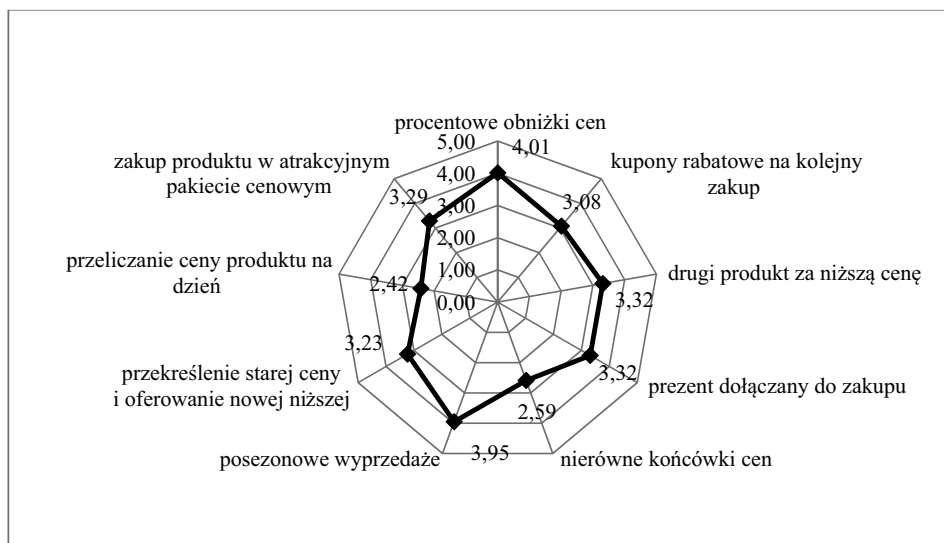 procentowe obniżki cen
5,00
4,01
zakup produktu w atrakcyjnym
pakiecie cenowym
kupony rabatowe na kolejny
zakup
4,00
3,29
3,00
3,08
2,00
przeliczanie ceny produktu na
dzień
2,42
1,00
0,00
drugi produkt za niższą cenę
3,32
3,23
przekreślenie starej ceny
i oferowanie nowej niższej
3,32
prezent dołączany do zakupu
2,59
posezonowe wyprzedaże
3,95
nierówne końcówki cen